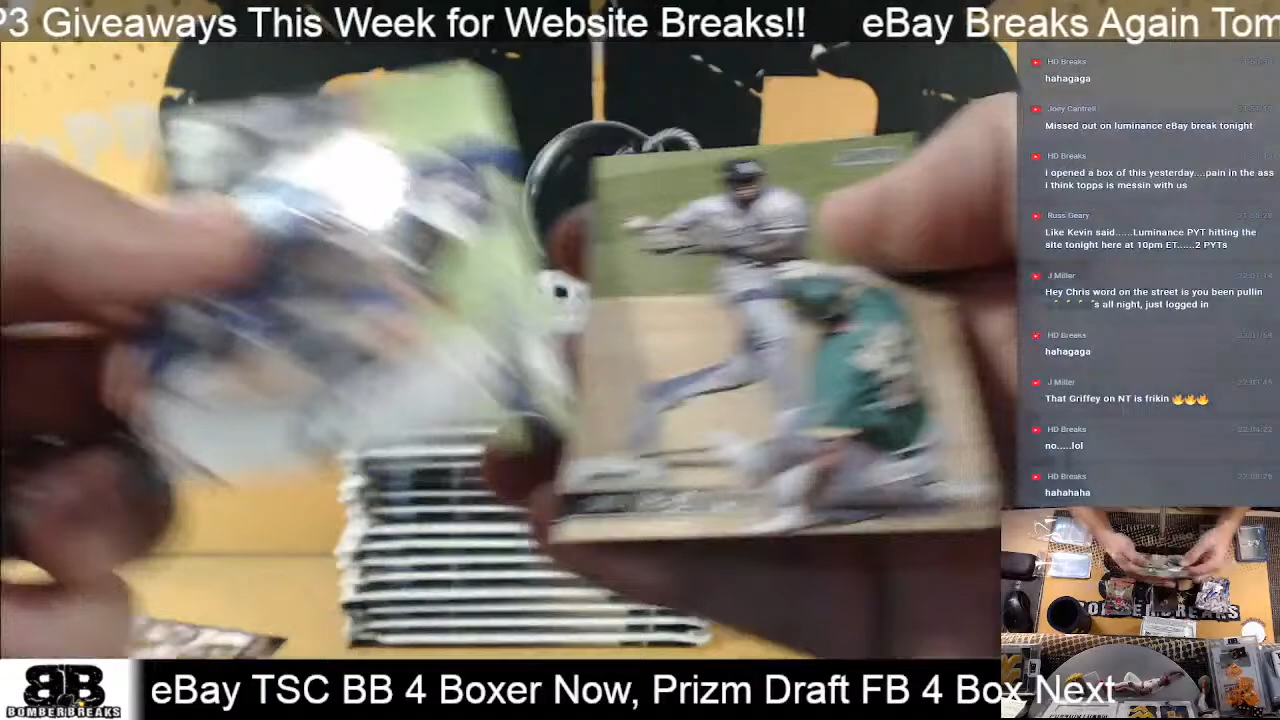 P3 Giveaways This Week for Website Breaks!! eBay Breaks Again Tom
HD Breaks
hahagaga
Joey Cantrell
Missed out on luminance eBay break tonight
HD Breaks
i opened a box of this yesterday....pain in the ass
i think topps is messin with us
Russ Geary
Like Kevin said......Luminance PYT hitting the
site tonight here at 10pm ET......2 PYTs
J Miller
Hey Chris word on the street is you been pullin
's all night, just logged in
HD Breaks
hahagaga
J Miller
That Griffey on NT is frikin 🔥🔥🔥
HD Breaks
no.....lol
HD Breaks
hahahaha
BOMBER BREAKS
BB
BOMBERBREAKS
eBay TSC BB 4 Boxer Now, Prizm Draft FB 4 Box Next